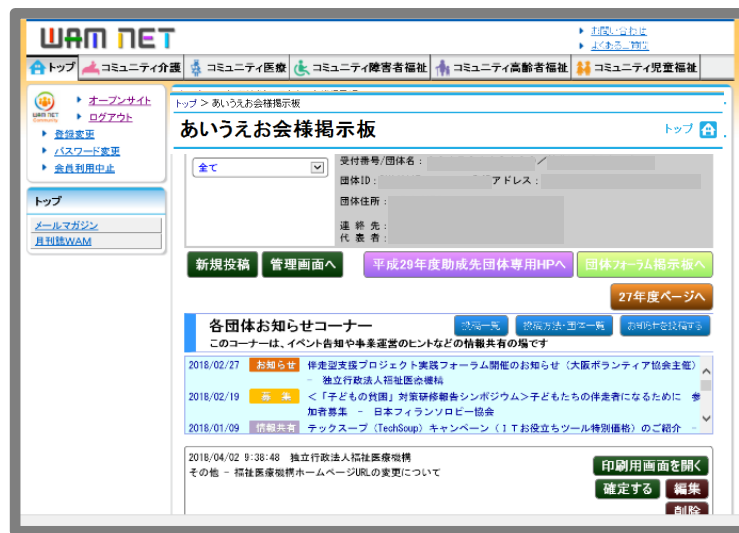 WAM NET
お問い合わせ
よくあるご質問
トップ コミュニティ介護 コミュニティ医療 コミュニティ障害者福祉 コミュニティ高齢者福祉 コミュニティ児童福祉
オープンサイト
ログアウト
登録変更
パスワード変更
会員利用中止
トップ
メールマガジン
月刊誌WAM
トップ > あいうえお会様掲示板
あいうえお会様掲示板
トップ
全て
受付番号/団体名： ／
団体ID： アドレス：
団体住所：
連 絡 先：
代 表 者：
新規投稿 管理画面へ 平成29年度助成先団体専用HPへ 団体フォーラム掲示板へ
27年度ページへ
各団体お知らせコーナー 投稿一覧 投稿方法・団体一覧 お知らせを投稿する
このコーナーは、イベント告知や事業運営のヒントなどの情報共有の場です
2018/02/27 お知らせ 伴走型支援プロジェクト実践フォーラム開催のお知らせ（大阪ボランティア協会主催）
－ 独立行政法人福祉医療機構
2018/02/19 募 集 ＜「子どもの貧困」対策研修報告シンポジウム＞子どもたちの伴走者になるために 参
加者募集 － 日本フィランソロピー協会
2018/01/09 情報共有 テックスープ（TechSoup）キャンペーン（ＩＴお役立ちツール特別価格）のご紹介 －
2018/04/02 9:38:48 独立行政法人福祉医療機構
その他 － 福祉医療機構ホームページURLの変更について
印刷用画面を開く
確定する 編集
削除